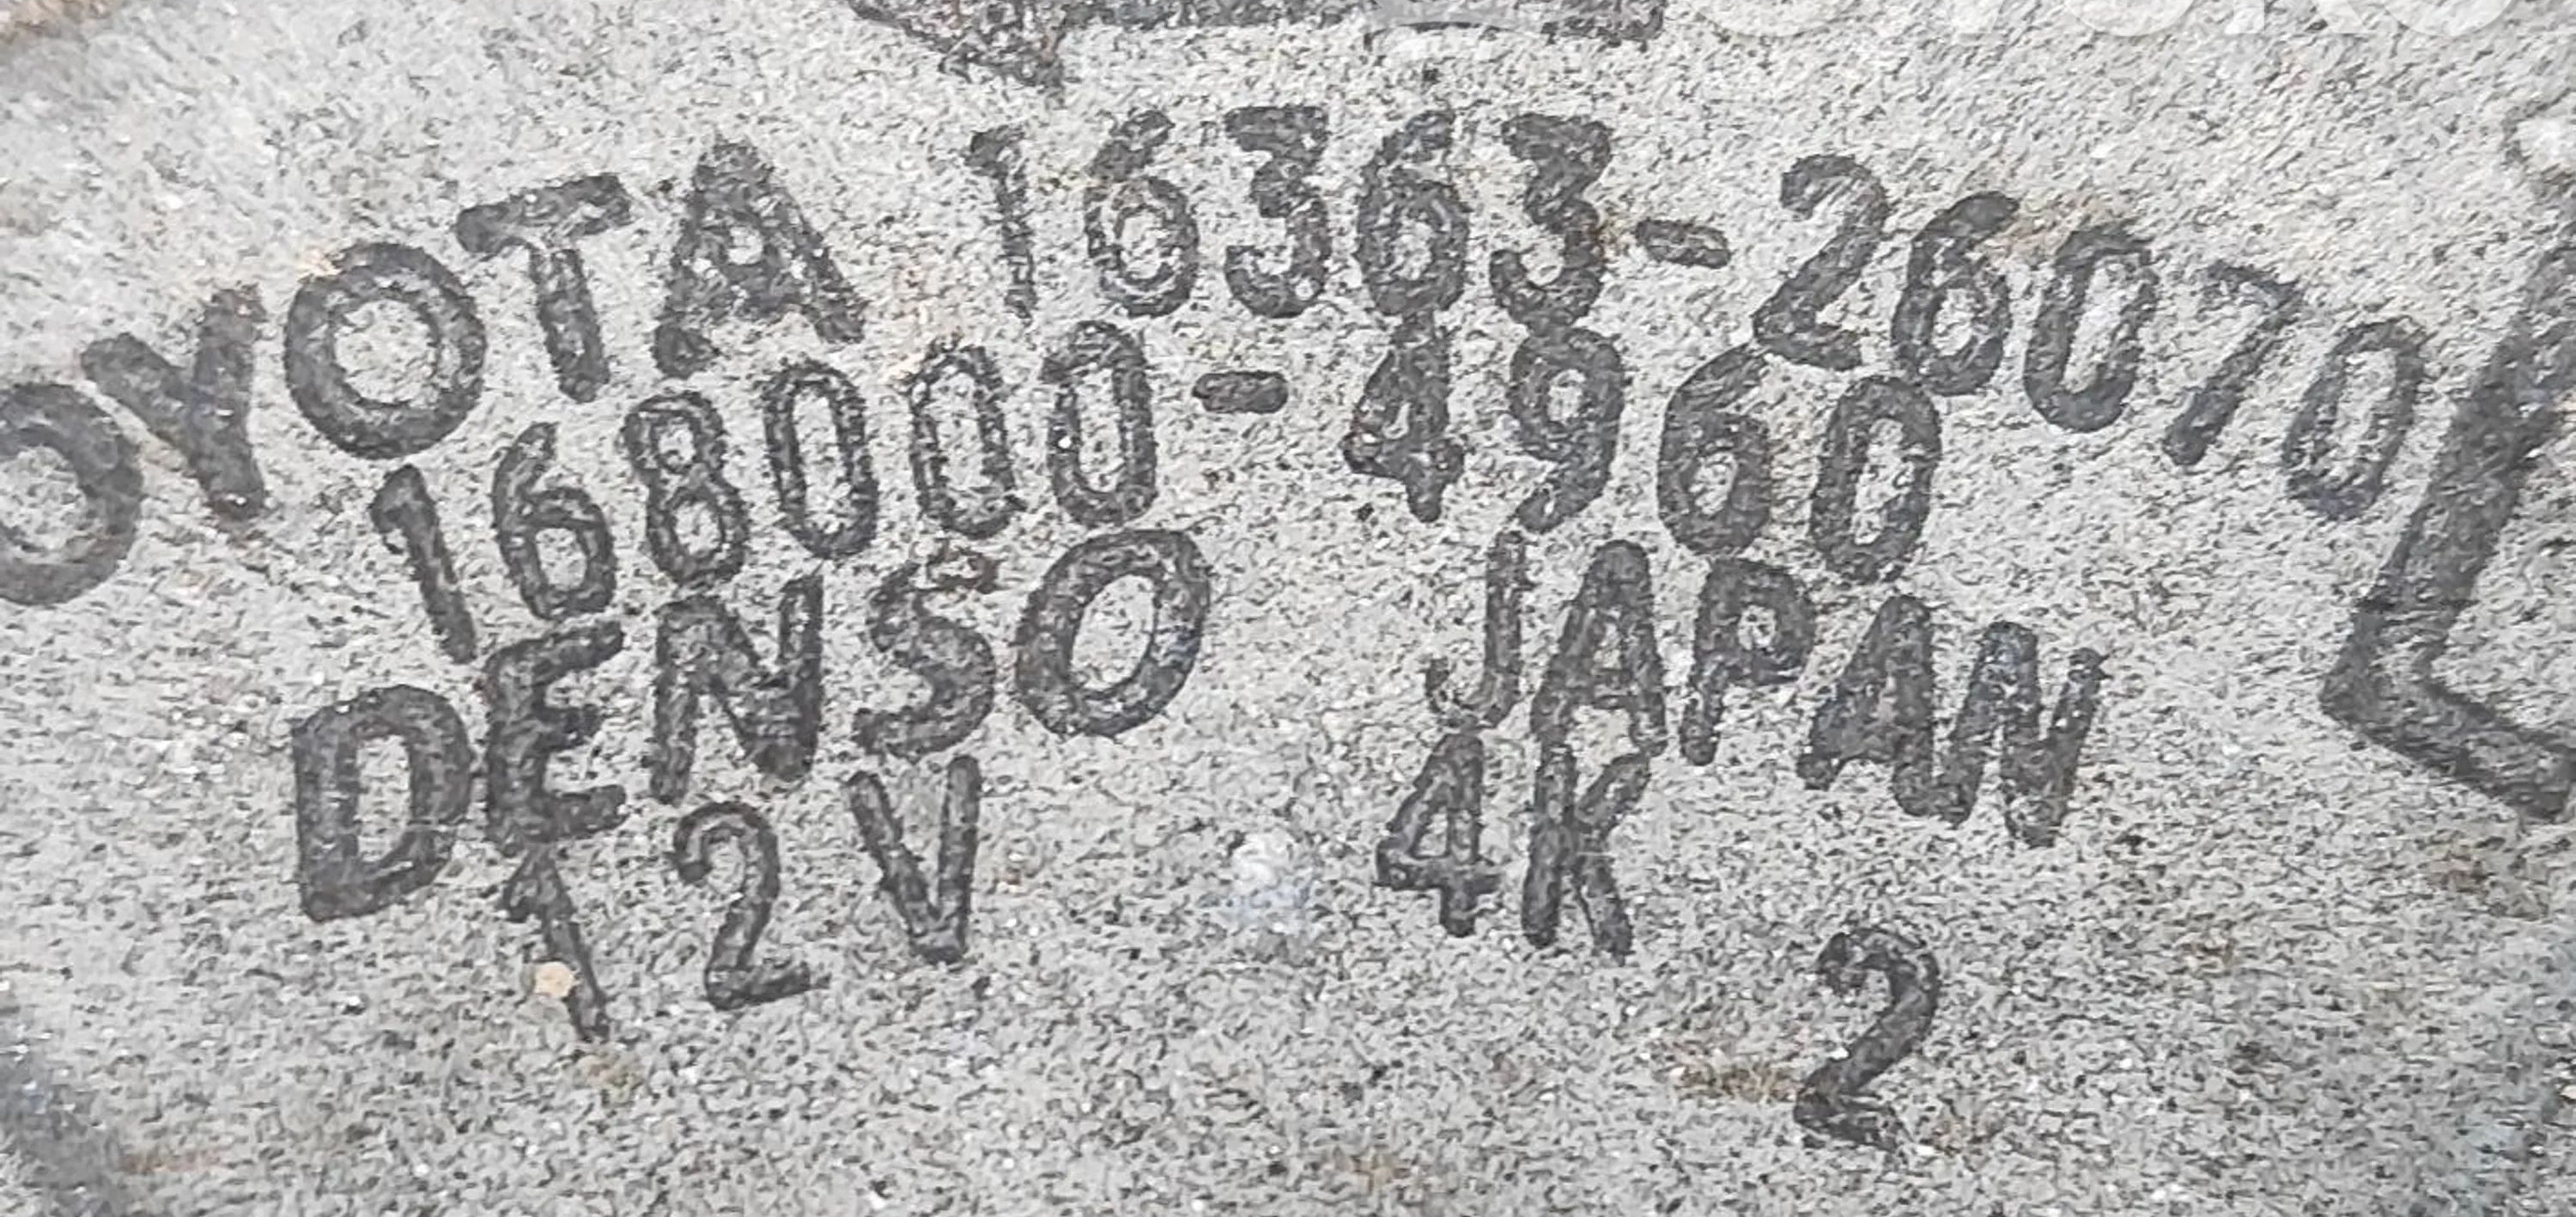 OYOTA 16363-26070
168000-4960
DENSO JAPAN
12V 4K
2